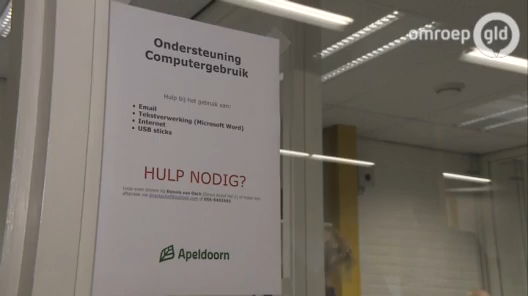 omroep gld
Ondersteuning
Computergebruik
Hulp bij het gebruik van:
• Email
• Tekstverwerking (Microsoft Word)
• Internet
• USB sticks
HULP NODIG?
Apeldoorn